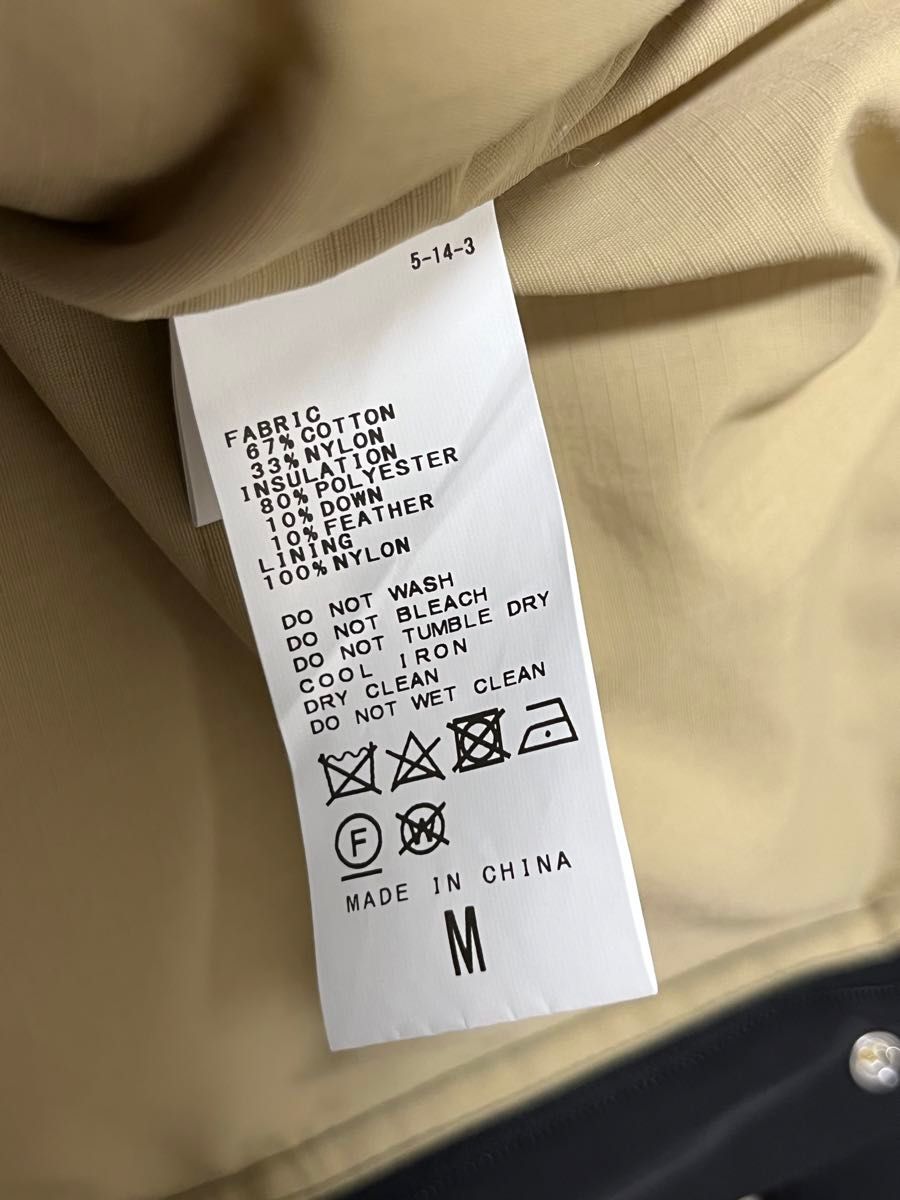 5-14-3
FABRIC
67% COTTON
33% NYLON
INSULATION
80% POLYESTER
10% DOWN
10% FEATHER
LINING
100% NYLON
DO NOT WASH
DO NOT BLEACH
DO NOT TUMBLE DRY
COOL IRON
DRY CLEAN
DO NOT WET CLEAN
F W
MADE IN CHINA
M